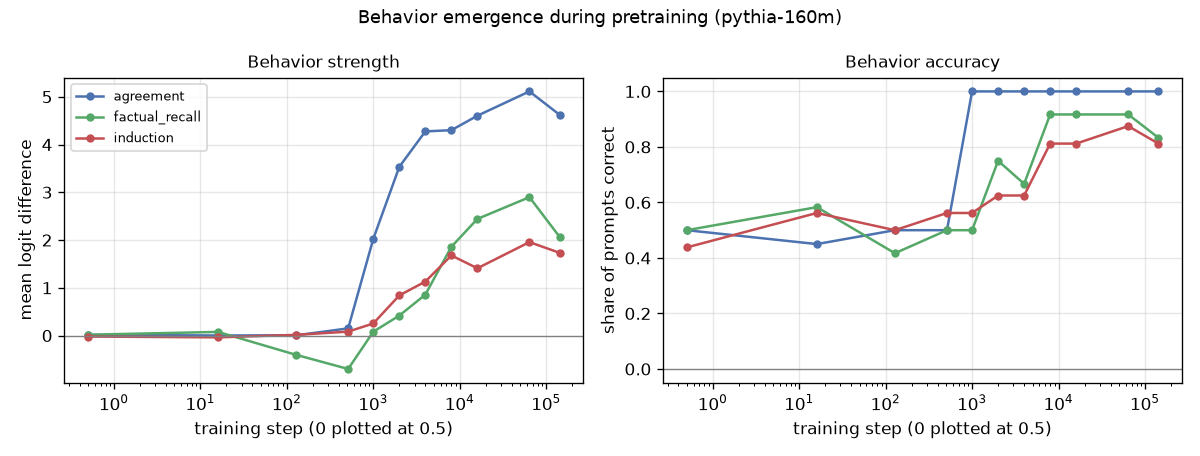 Behavior emergence during pretraining (pythia-160m)
Behavior strength
mean logit difference
5
4
3
2
1
0
agreement
factual_recall
induction
10^0 10^1 10^2 10^3 10^4 10^5
training step (0 plotted at 0.5)
Behavior accuracy
share of prompts correct
1.0
0.8
0.6
0.4
0.2
0.0
10^0 10^1 10^2 10^3 10^4 10^5
training step (0 plotted at 0.5)